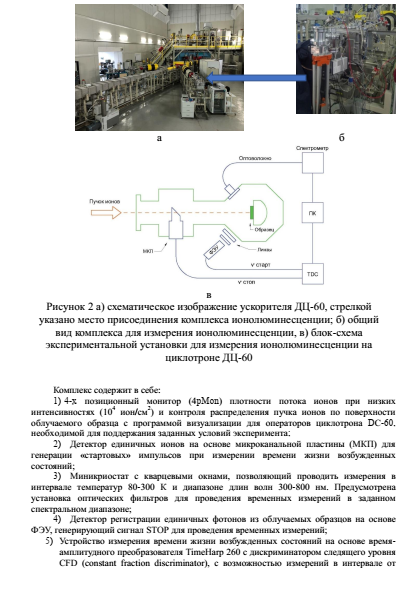 а
б
Спектрометр
Оптоволокно
Пучок ионов
ПК
Образец
МКП
ФЭУ
Линзы
v' старт
TDC
v' стоп
в
Рисунок 2 а) схематическое изображение ускорителя ДЦ-60, стрелкой
указано место присоединения комплекса ионолюминесценции; б) общий
вид комплекса для измерения ионолюминесценции, в) блок-схема
экспериментальной установки для измерения ионолюминесценции на
циклотроне ДЦ-60
Комплекс содержит в себе:
1) 4-х позиционный монитор (4рМоn) плотности потока ионов при низких
интенсивностях (10⁴ ион/см²) и контроля распределения пучка ионов по поверхности
облучаемого образца с программой визуализации для операторов циклотрона DC-60,
необходимой для поддержания заданных условий эксперимента;
2) Детектор единичных ионов на основе микроканальной пластины (МКП) для
генерации «стартовых» импульсов при измерении времени жизни возбужденных
состояний;
3) Миникриостат с кварцевыми окнами, позволяющий проводить измерения в
интервале температур 80-300 К и диапазоне длин волн 300-800 нм. Предусмотрена
установка оптических фильтров для проведения временных измерений в заданном
спектральном диапазоне;
4) Детектор регистрации единичных фотонов из облучаемых образцов на основе
ФЭУ, генерирующий сигнал STOP для проведения временных измерений;
5) Устройство измерения времени жизни возбужденных состояний на основе время-
амплитудного преобразователя TimeHarp 260 с дискриминатором следящего уровня
CFD (constant fraction discriminator), с возможностью измерений в интервале от